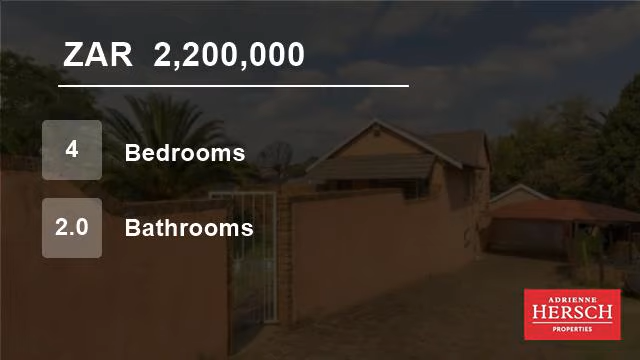 ZAR 2,200,000
4
Bedrooms
2.0
Bathrooms
ADRIENNE
HERSCH
PROPERTIES